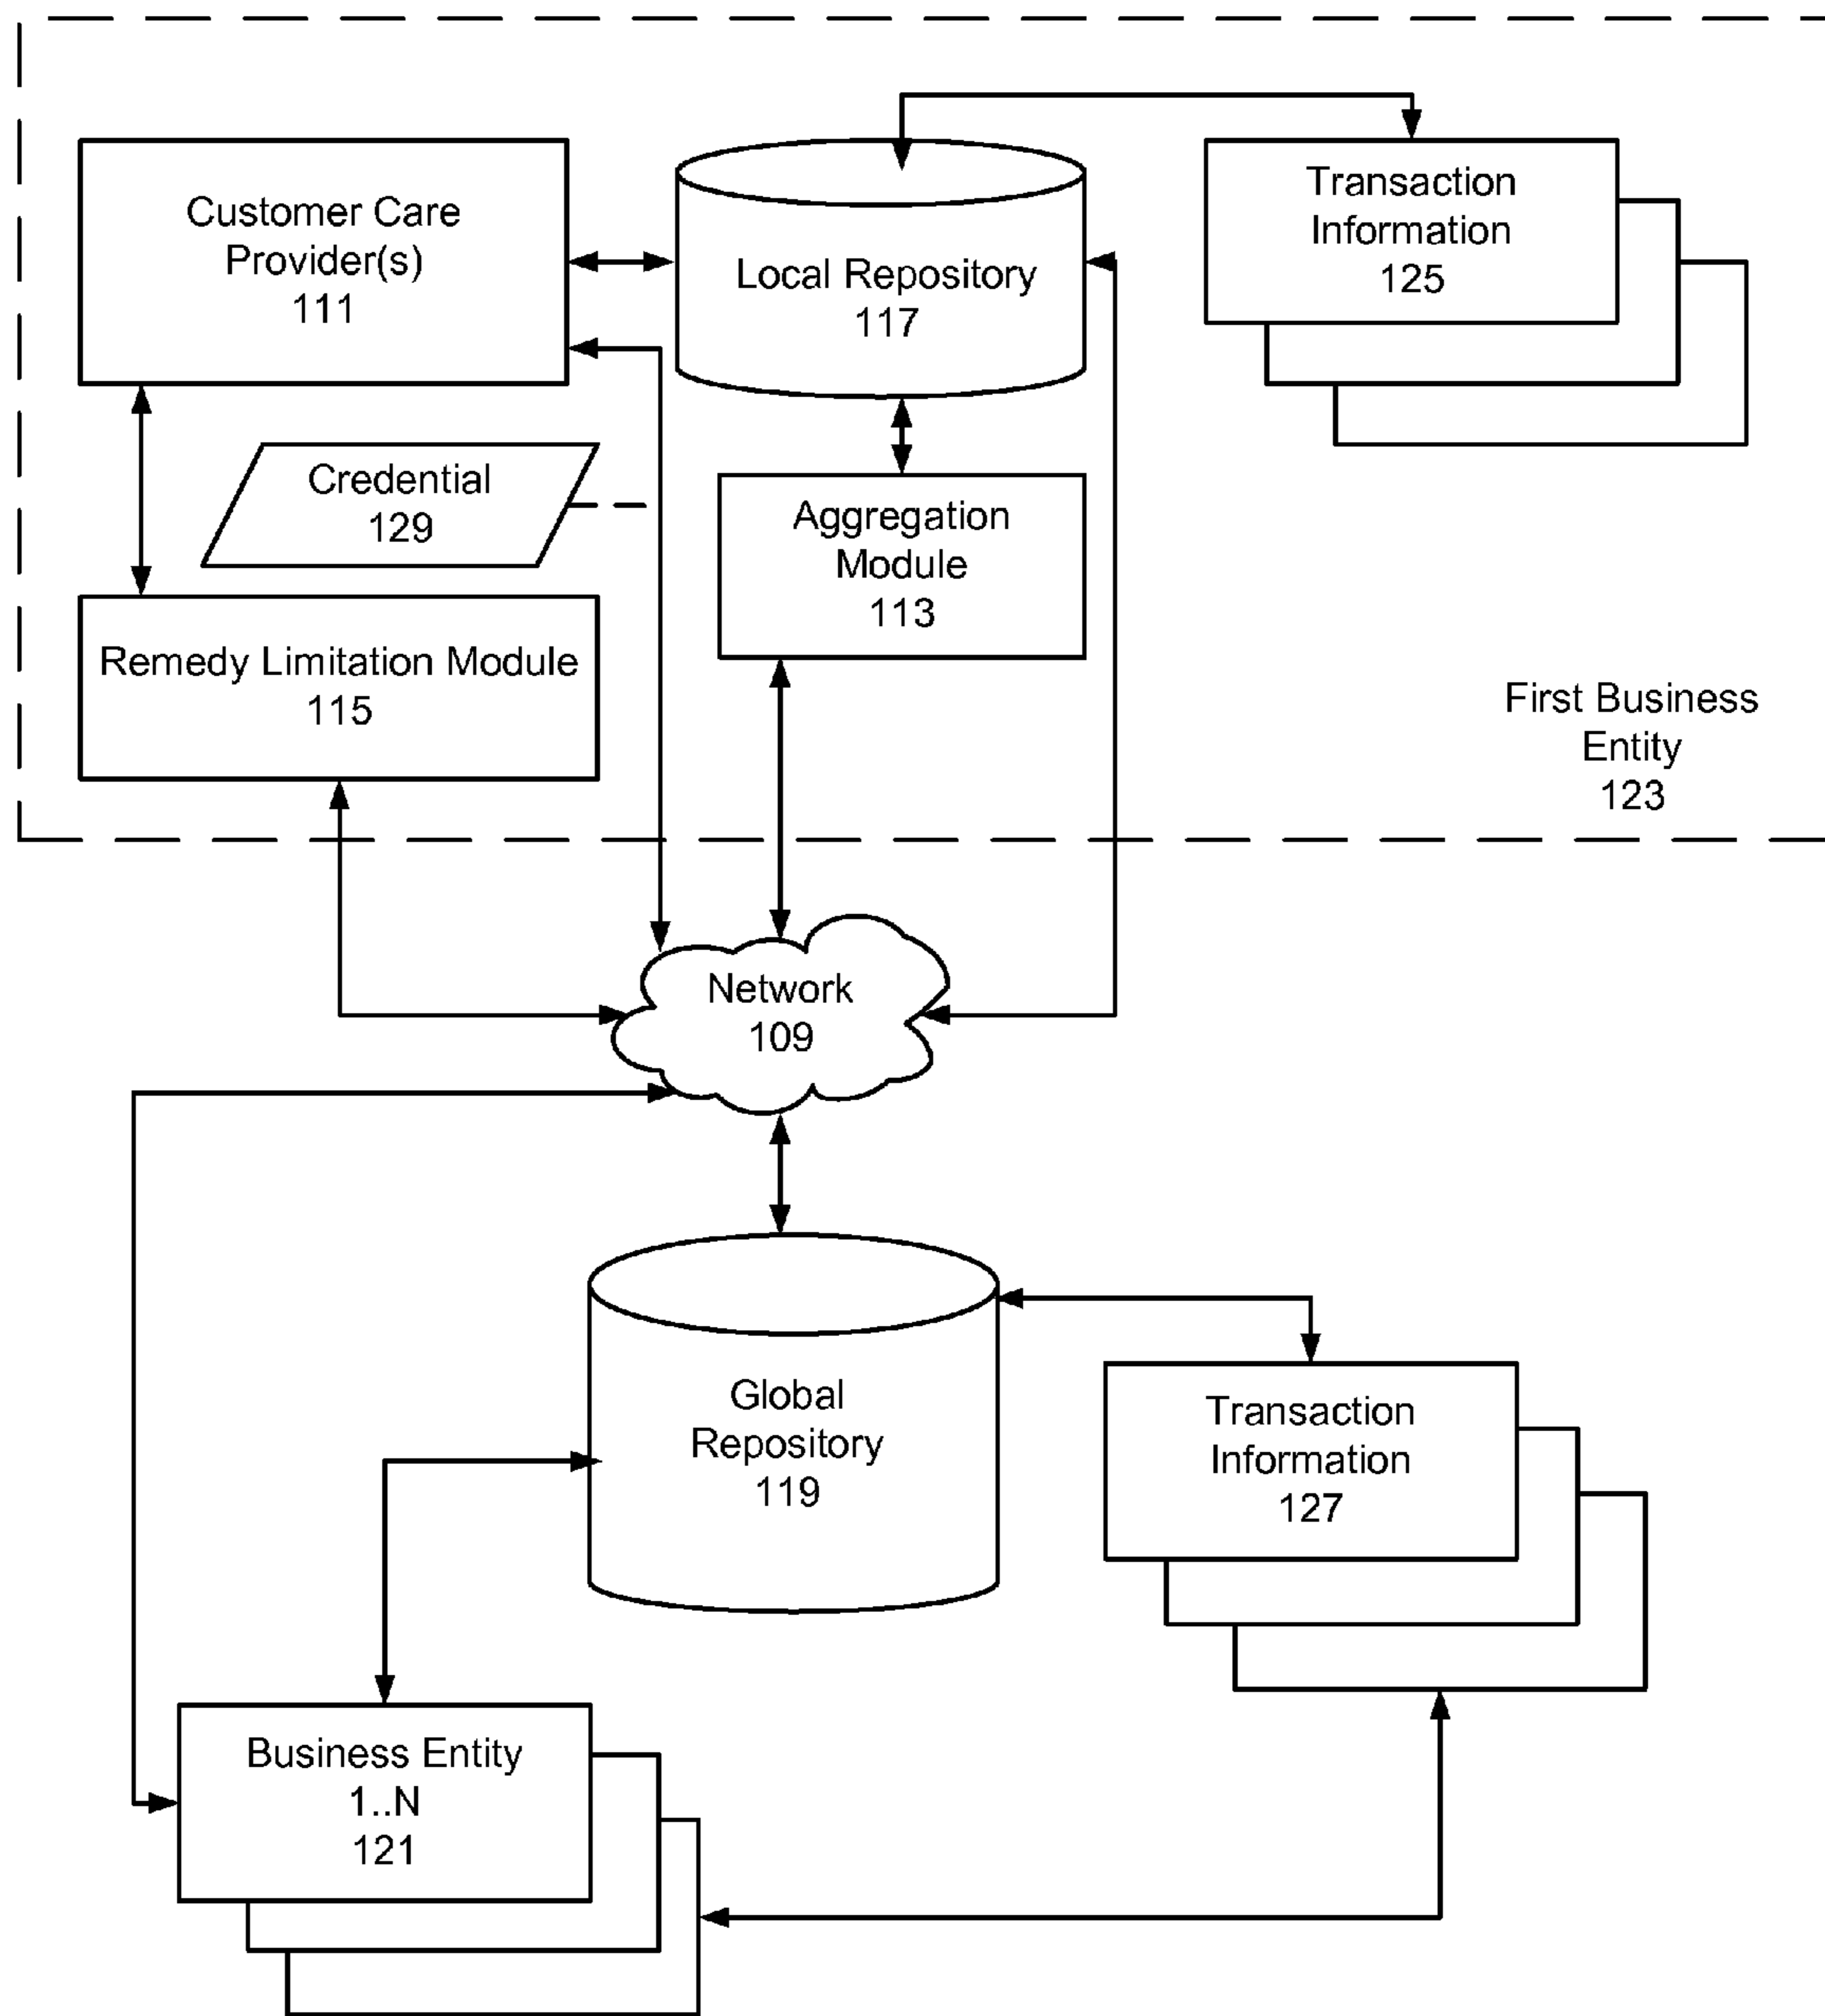 Customer Care
Provider(s)
111
Local Repository
117
Transaction
Information
125
Credential
129
Aggregation
Module
113
Remedy Limitation Module
115
First Business
Entity
123
Network
109
Global
Repository
119
Transaction
Information
127
Business Entity
1..N
121